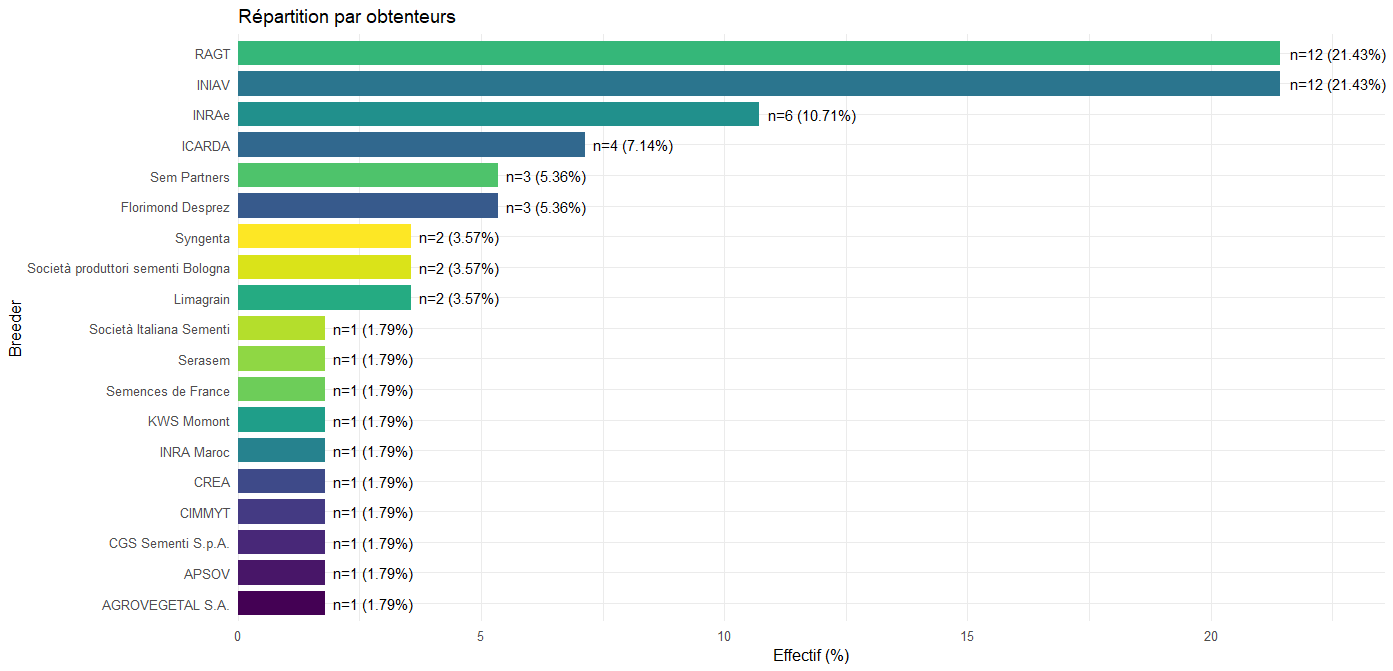 Répartition par obtenteurs
RAGT n=12 (21.43%)
INIAV n=12 (21.43%)
INRAe n=6 (10.71%)
ICARDA n=4 (7.14%)
Sem Partners n=3 (5.36%)
Florimond Desprez n=3 (5.36%)
Syngenta n=2 (3.57%)
Società produttori sementi Bologna n=2 (3.57%)
Limagrain n=2 (3.57%)
Società Italiana Sementi n=1 (1.79%)
Serasem n=1 (1.79%)
Semences de France n=1 (1.79%)
KWS Momont n=1 (1.79%)
INRA Maroc n=1 (1.79%)
CREA n=1 (1.79%)
CIMMYT n=1 (1.79%)
CGS Sementi S.p.A. n=1 (1.79%)
APSOV n=1 (1.79%)
AGROVEGETAL S.A. n=1 (1.79%)
Breeder
0 5 10 15 20
Effectif (%)